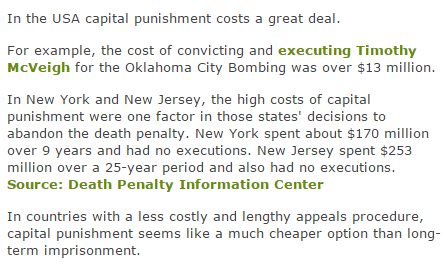 In the USA capital punishment costs a great deal.
For example, the cost of convicting and executing Timothy
McVeigh for the Oklahoma City Bombing was over $13 million.
In New York and New Jersey, the high costs of capital
punishment were one factor in those states' decisions to
abandon the death penalty. New York spent about $170 million
over 9 years and had no executions. New Jersey spent $253
million over a 25-year period and also had no executions.
Source: Death Penalty Information Center
In countries with a less costly and lengthy appeals procedure,
capital punishment seems like a much cheaper option than long-
term imprisonment.